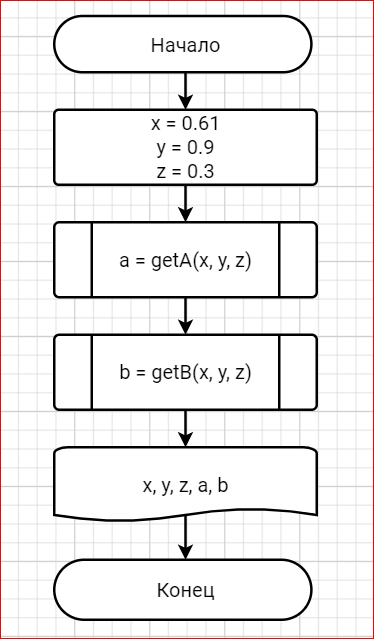 Начало
x = 0.61
y = 0.9
z = 0.3
a = getA(x, y, z)
b = getB(x, y, z)
x, y, z, a, b
Конец